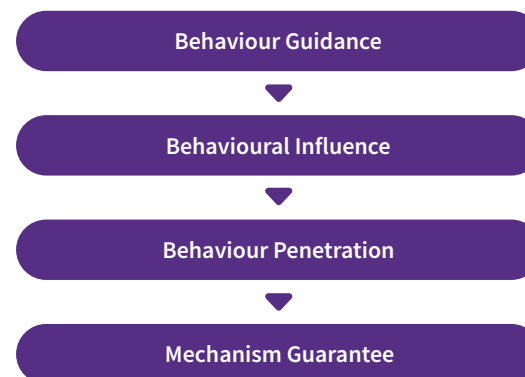 Behaviour Guidance
Behavioural Influence
Behaviour Penetration
Mechanism Guarantee